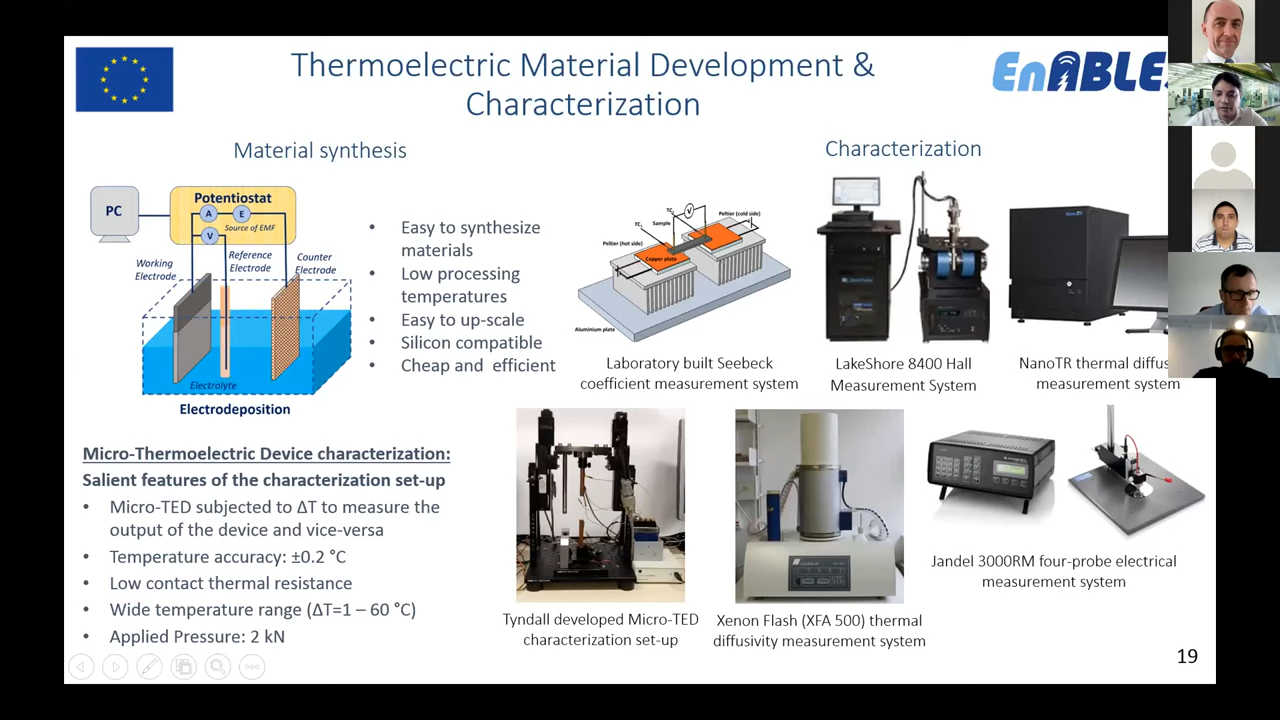 Thermoelectric Material Development &
Characterization
EnABLES
Material synthesis
PC
Potentiostat
A
E
Source of EMF
V
Working
Electrode
Reference
Electrode
Counter
Electrode
Electrolyte
Electrodeposition
• Easy to synthesize
materials
• Low processing
temperatures
• Easy to up-scale
• Silicon compatible
• Cheap and efficient
Characterization
TC
V
Peltier (cold side)
TC
Sample
Peltier (hot side)
Copper plate
Aluminium plate
Laboratory built Seebeck
coefficient measurement system
LakeShore 8400 Hall
Measurement System
NanoTR
NanoTR thermal diffus
measurement system
Micro-Thermoelectric Device characterization:
Salient features of the characterization set-up
• Micro-TED subjected to ΔT to measure the
output of the device and vice-versa
• Temperature accuracy: ±0.2 °C
• Low contact thermal resistance
• Wide temperature range (ΔT=1 – 60 °C)
• Applied Pressure: 2 kN
Tyndall developed Micro-TED
characterization set-up
Xenon Flash (XFA 500) thermal
diffusivity measurement system
Jandel 3000RM four-probe electrical
measurement system
19